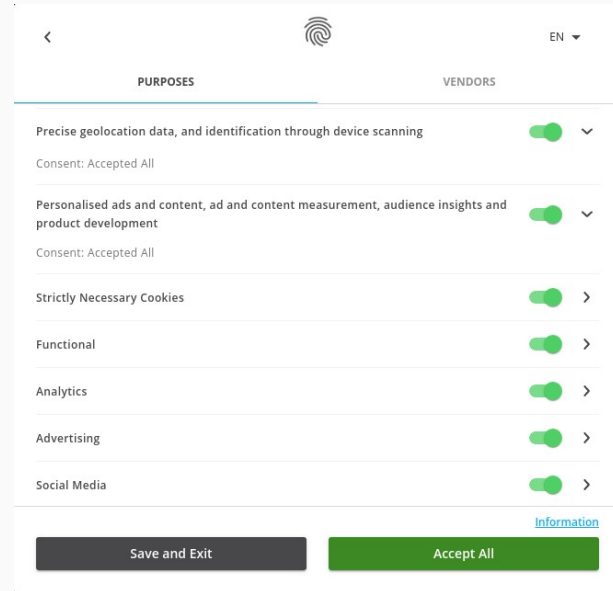 EN
PURPOSES
VENDORS
Precise geolocation data, and identification through device scanning
Consent: Accepted All
Personalised ads and content, ad and content measurement, audience insights and
product development
Consent: Accepted All
Strictly Necessary Cookies
Functional
Analytics
Advertising
Social Media
Information
Save and Exit
Accept All